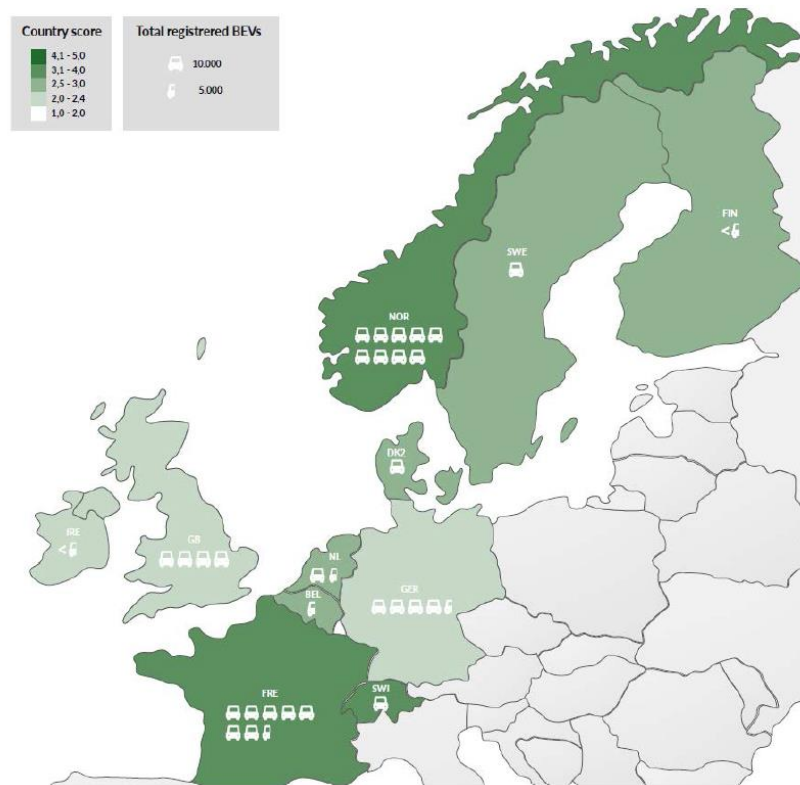 Country score
4,1 - 5,0
3,1 - 4,0
2,5 - 3,0
2,0 - 2,4
1,0 - 2,0
Total registrered BEVs
10.000
5.000
FIN
<
SWE
NOR
DK2
IRE
<
GB
NL
BEL
GER
SWI
FRE